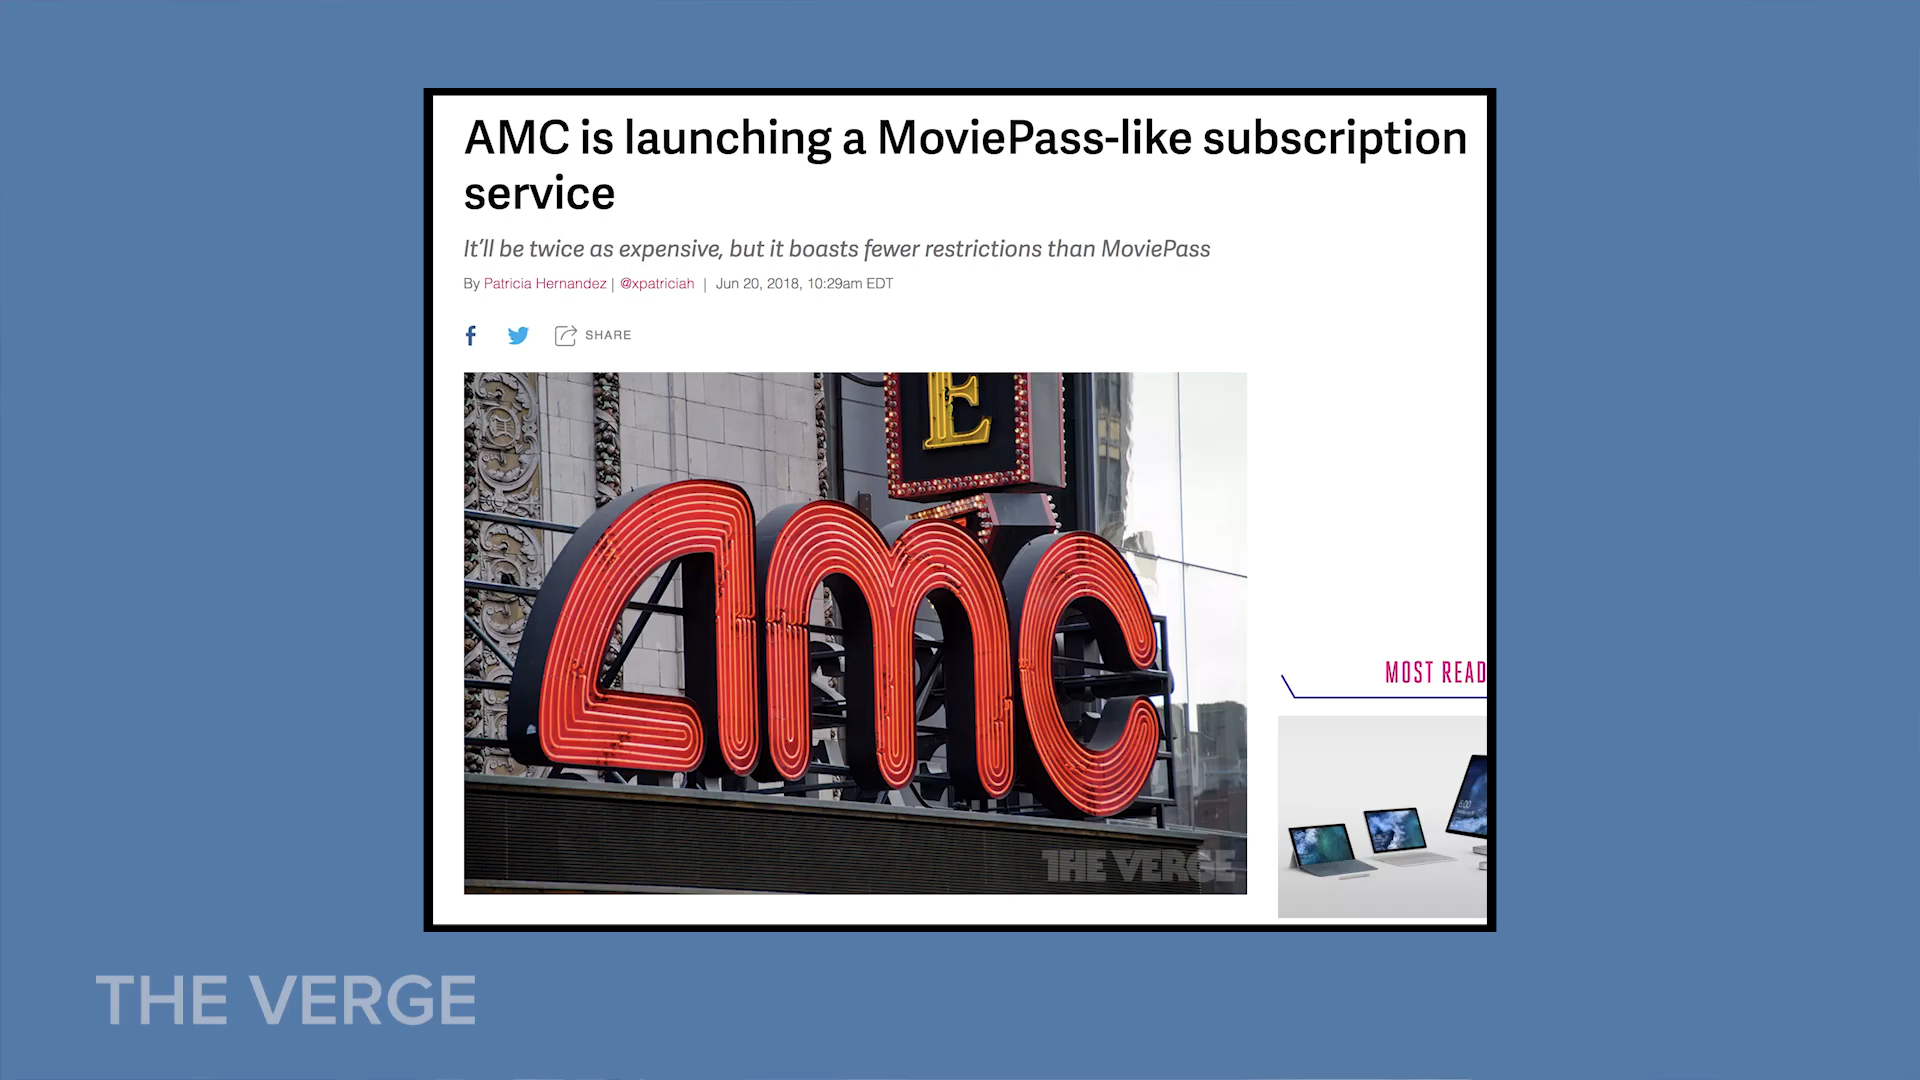 AMC is launching a MoviePass-like subscription
service
It'll be twice as expensive, but it boasts fewer restrictions than MoviePass
By Patricia Hernandez | @xpatriciah | Jun 20, 2018, 10:29am EDT
f
SHARE
E
amc
THE VERGE
MOST READ
6:00
THE VERGE